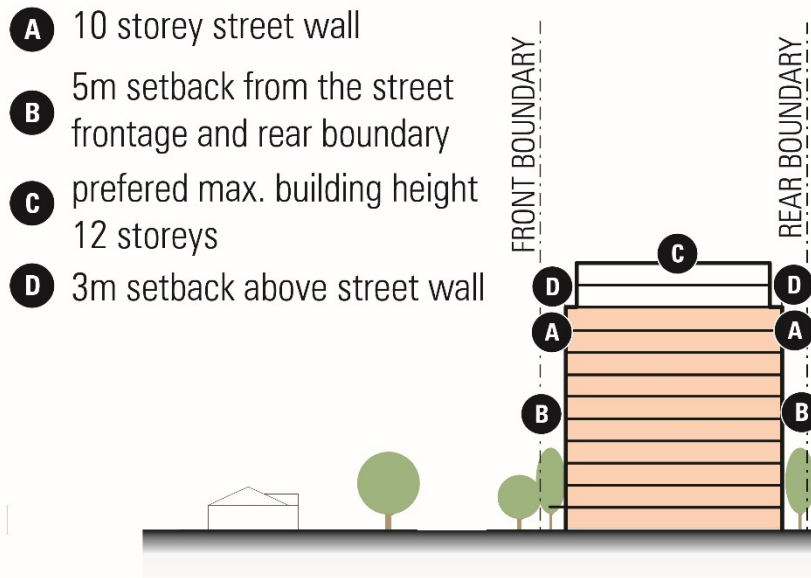 A 10 storey street wall
B 5m setback from the street
frontage and rear boundary
C prefered max. building height
12 storeys
D 3m setback above street wall
FRONT BOUNDARY
REAR BOUNDARY
C
D
D
A
A
B
B